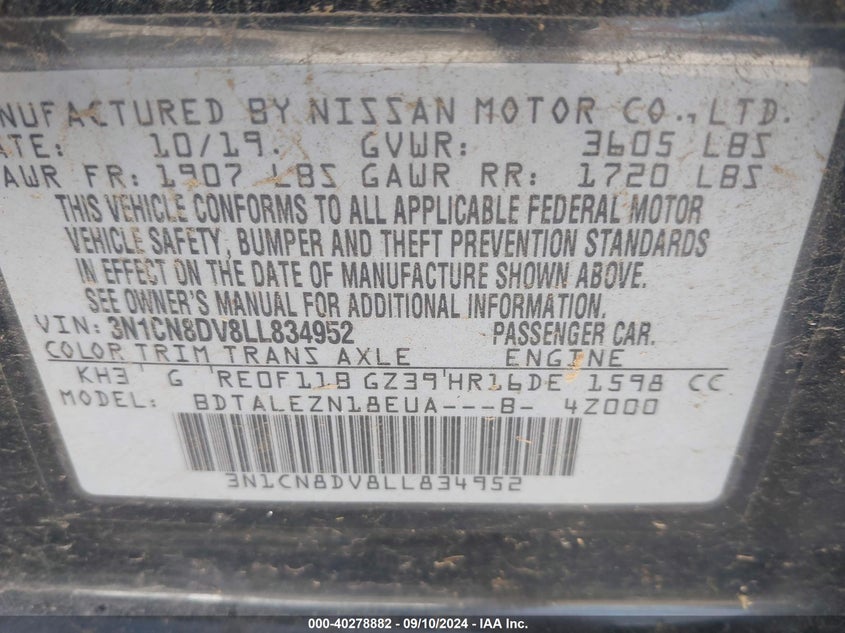 NUFACTURED BY NISSAN MOTOR CO., LTD.
ATE: 10/19. GVWR: 3605 LBS
AWR FR: 1907 LBS GAWR RR: 1720 LBS
THIS VEHICLE CONFORMS TO ALL APPLICABLE FEDERAL MOTOR
VEHICLE SAFETY, BUMPER AND THEFT PREVENTION STANDARDS
IN EFFECT ON THE DATE OF MANUFACTURE SHOWN ABOVE.
SEE OWNER'S MANUAL FOR ADDITIONAL INFORMATION
VIN: 3N1CN8DV8LL834952 PASSENGER CAR.
COLOR TRIM TRANS AXLE ENGINE
KH3 G RE0F11B GZ39 HR16DE 1598 CC
MODEL: BDTALEZN18EUA---B- 4Z000
3N1CN8DV8LL834952
000-40278882 - 09/10/2024 - IAA Inc.